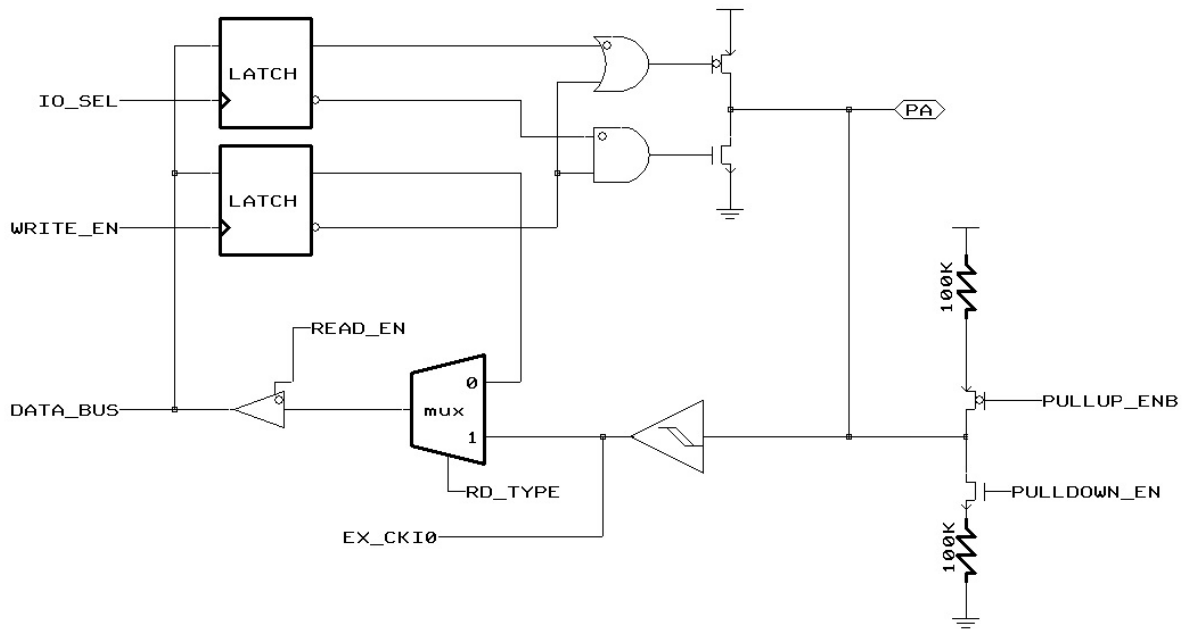 LATCH
IO_SEL
PA
LATCH
WRITE_EN
100K
READ_EN
0
DATA_BUS
mux
PULLUP_ENB
1
RD_TYPE
PULLDOWN_EN
EX_CKI0
100K